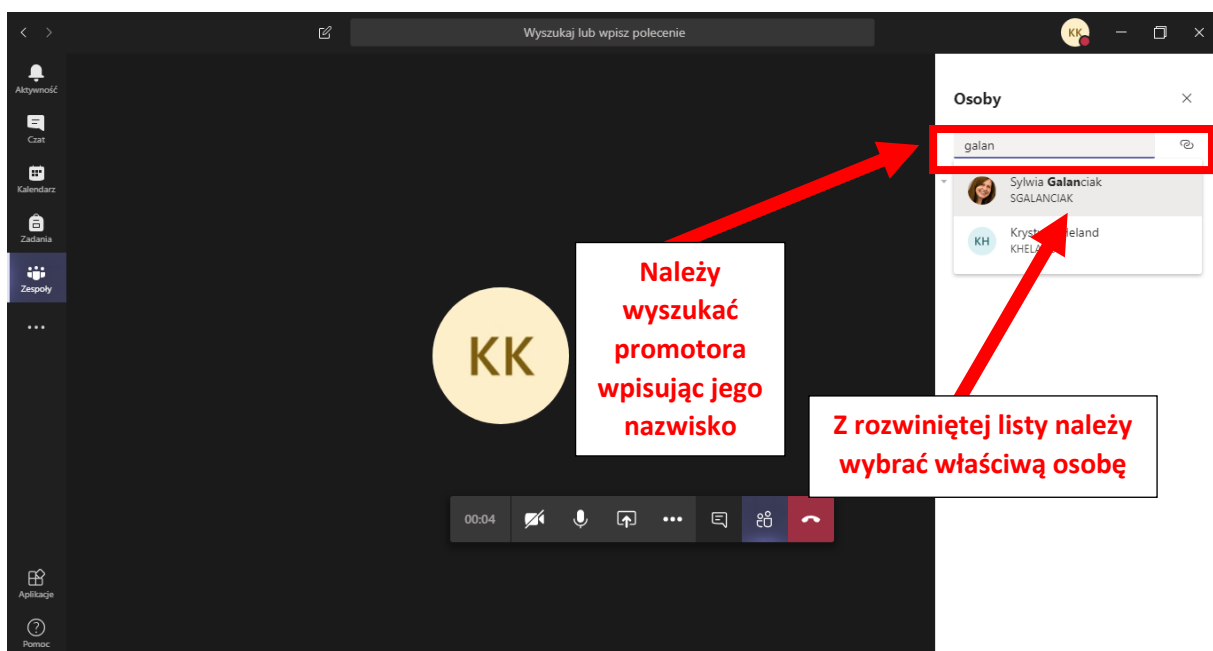 Wyszukaj lub wpisz polecenie
KK
Aktywność
Czat
Kalendarz
Zadania
Zespoły
Aplikacje
Pomoc
KK
00:04
Należy
wyszukać
promotora
wpisując jego
nazwisko
Osoby
galan
Sylwia Galanciak
SGALANCIAK
KH
Heland
Z rozwiniętej listy należy
wybrać właściwą osobę